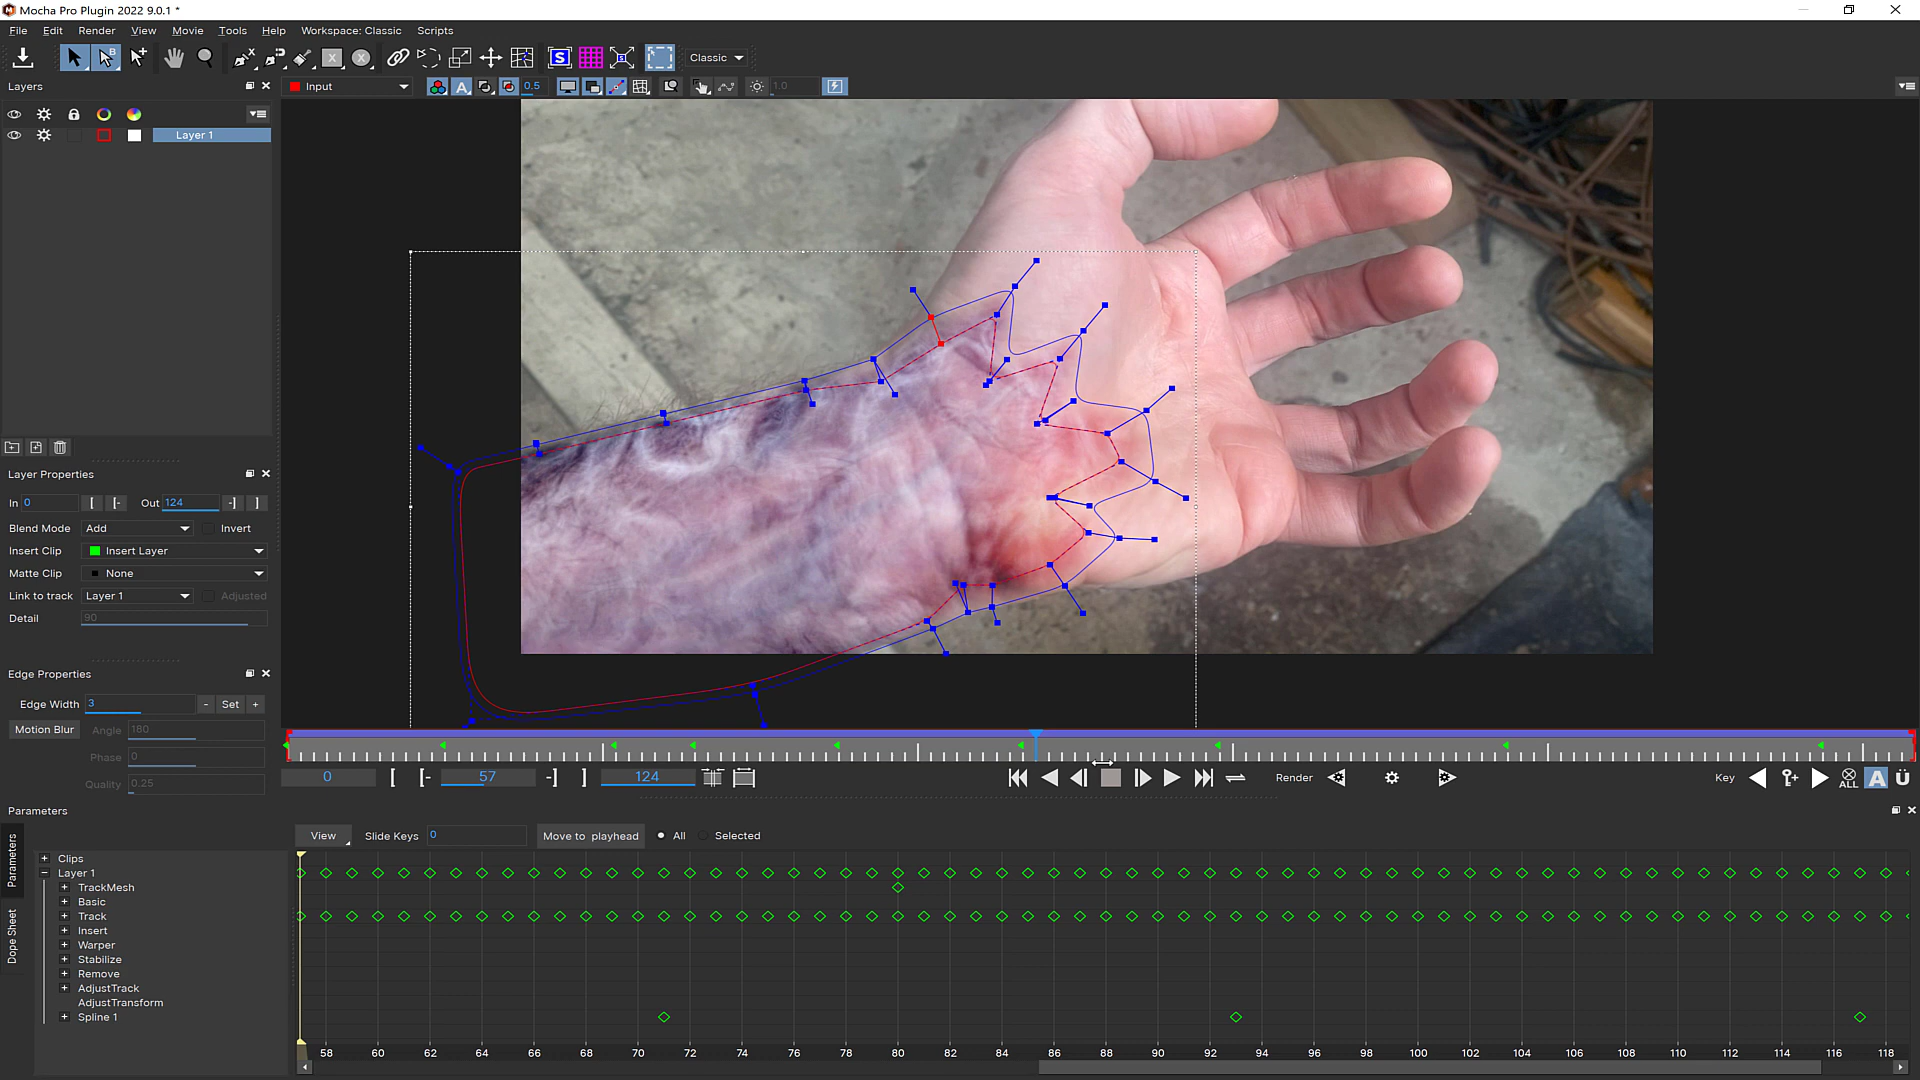 Mocha Pro Plugin 2022 9.0.1 *
File Edit Render View Movie Tools Help Workspace: Classic Scripts
S Classic
Layers
Input A 0.5 1.0
Layer 1
Layer Properties
In 0 [ [- Out 124 -] ]
Blend Mode Add Invert
Insert Clip Insert Layer
Matte Clip None
Link to track Layer 1 Adjusted
Detail 90
Edge Properties
Edge Width 3 - Set +
Motion Blur Angle 180
Phase 0
Quality 0.25
0 [ [- 57 -] ] 124 Render Key ALL A Ü
Parameters
View Slide Keys 0 Move to playhead All Selected
Parameters
Dope Sheet
Clips
Layer 1
TrackMesh
Basic
Track
Insert
Warper
Stabilize
Remove
AdjustTrack
AdjustTransform
Spline 1
58 60 62 64 66 68 70 72 74 76 78 80 82 84 86 88 90 92 94 96 98 100 102 104 106 108 110 112 114 116 118